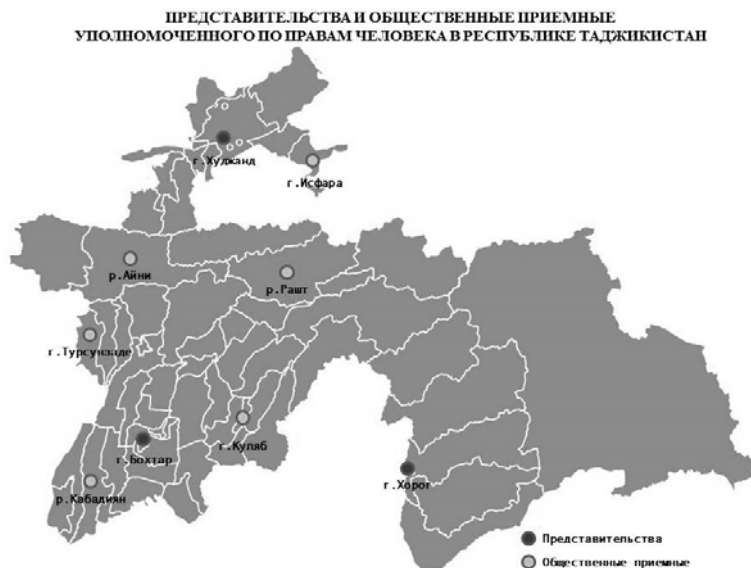 ПРЕДСТАВИТЕЛЬСТВА И ОБЩЕСТВЕННЫЕ ПРИЕМНЫЕ
УПОЛНОМОЧЕННОГО ПО ПРАВАМ ЧЕЛОВЕКА В РЕСПУБЛИКЕ ТАДЖИКИСТАН
г.Худжанд
г.Исфара
р.Айни
р.Рашт
г.Турсунзаде
г.Куляб
г.Бохтар
г.Хорог
р.Кабадиян
Представительства
Общественные приемные